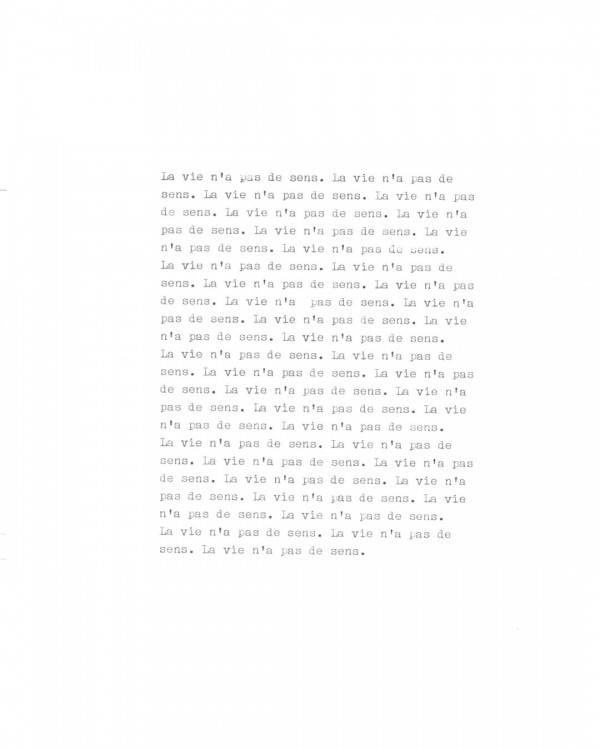 La vie n'a pas de sens. La vie n'a pas de
sens. La vie n'a pas de sens. La vie n'a pas
de sens. La vie n'a pas de sens. La vie n'a
pas de sens. La vie n'a pas de sens. La vie
n'a pas de sens. La vie n'a pas de sens.
La vie n'a pas de sens. La vie n'a pas de
sens. La vie n'a pas de sens. La vie n'a pas
de sens. La vie n'a  pas de sens. La vie n'a
pas de sens. La vie n'a pas de sens. La vie
n'a pas de sens. La vie n'a pas de sens.
La vie n'a pas de sens. La vie n'a pas de
sens. La vie n'a pas de sens. La vie n'a pas
de sens. La vie n'a pas de sens. La vie n'a
pas de sens. La vie n'a pas de sens. La vie
n'a pas de sens. La vie n'a pas de sens.
La vie n'a pas de sens. La vie n'a pas de
sens. La vie n'a pas de sens. La vie n'a pas
de sens. La vie n'a pas de sens. La vie n'a
pas de sens. La vie n'a pas de sens. La vie
n'a pas de sens. La vie n'a pas de sens.
La vie n'a pas de sens. La vie n'a pas de
sens. La vie n'a pas de sens.